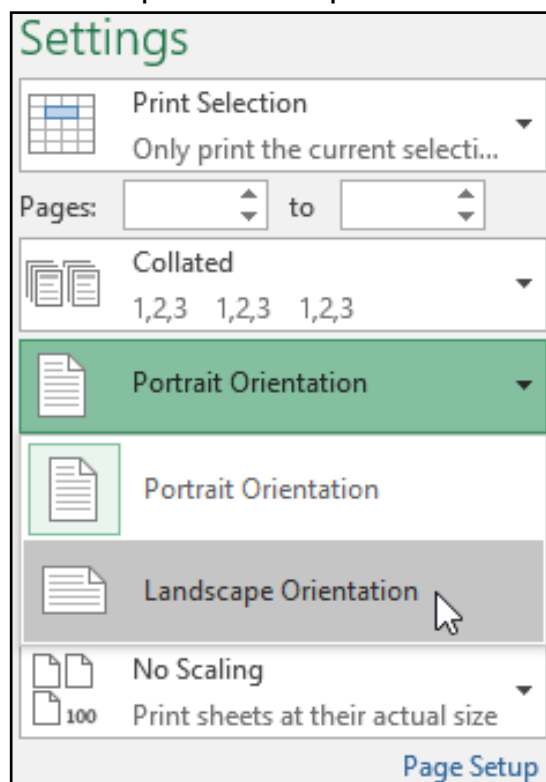 Settings
Print Selection
Only print the current selecti...
Pages: to
Collated
1,2,3 1,2,3 1,2,3
Portrait Orientation
Portrait Orientation
Landscape Orientation
No Scaling
100 Print sheets at their actual size
Page Setup